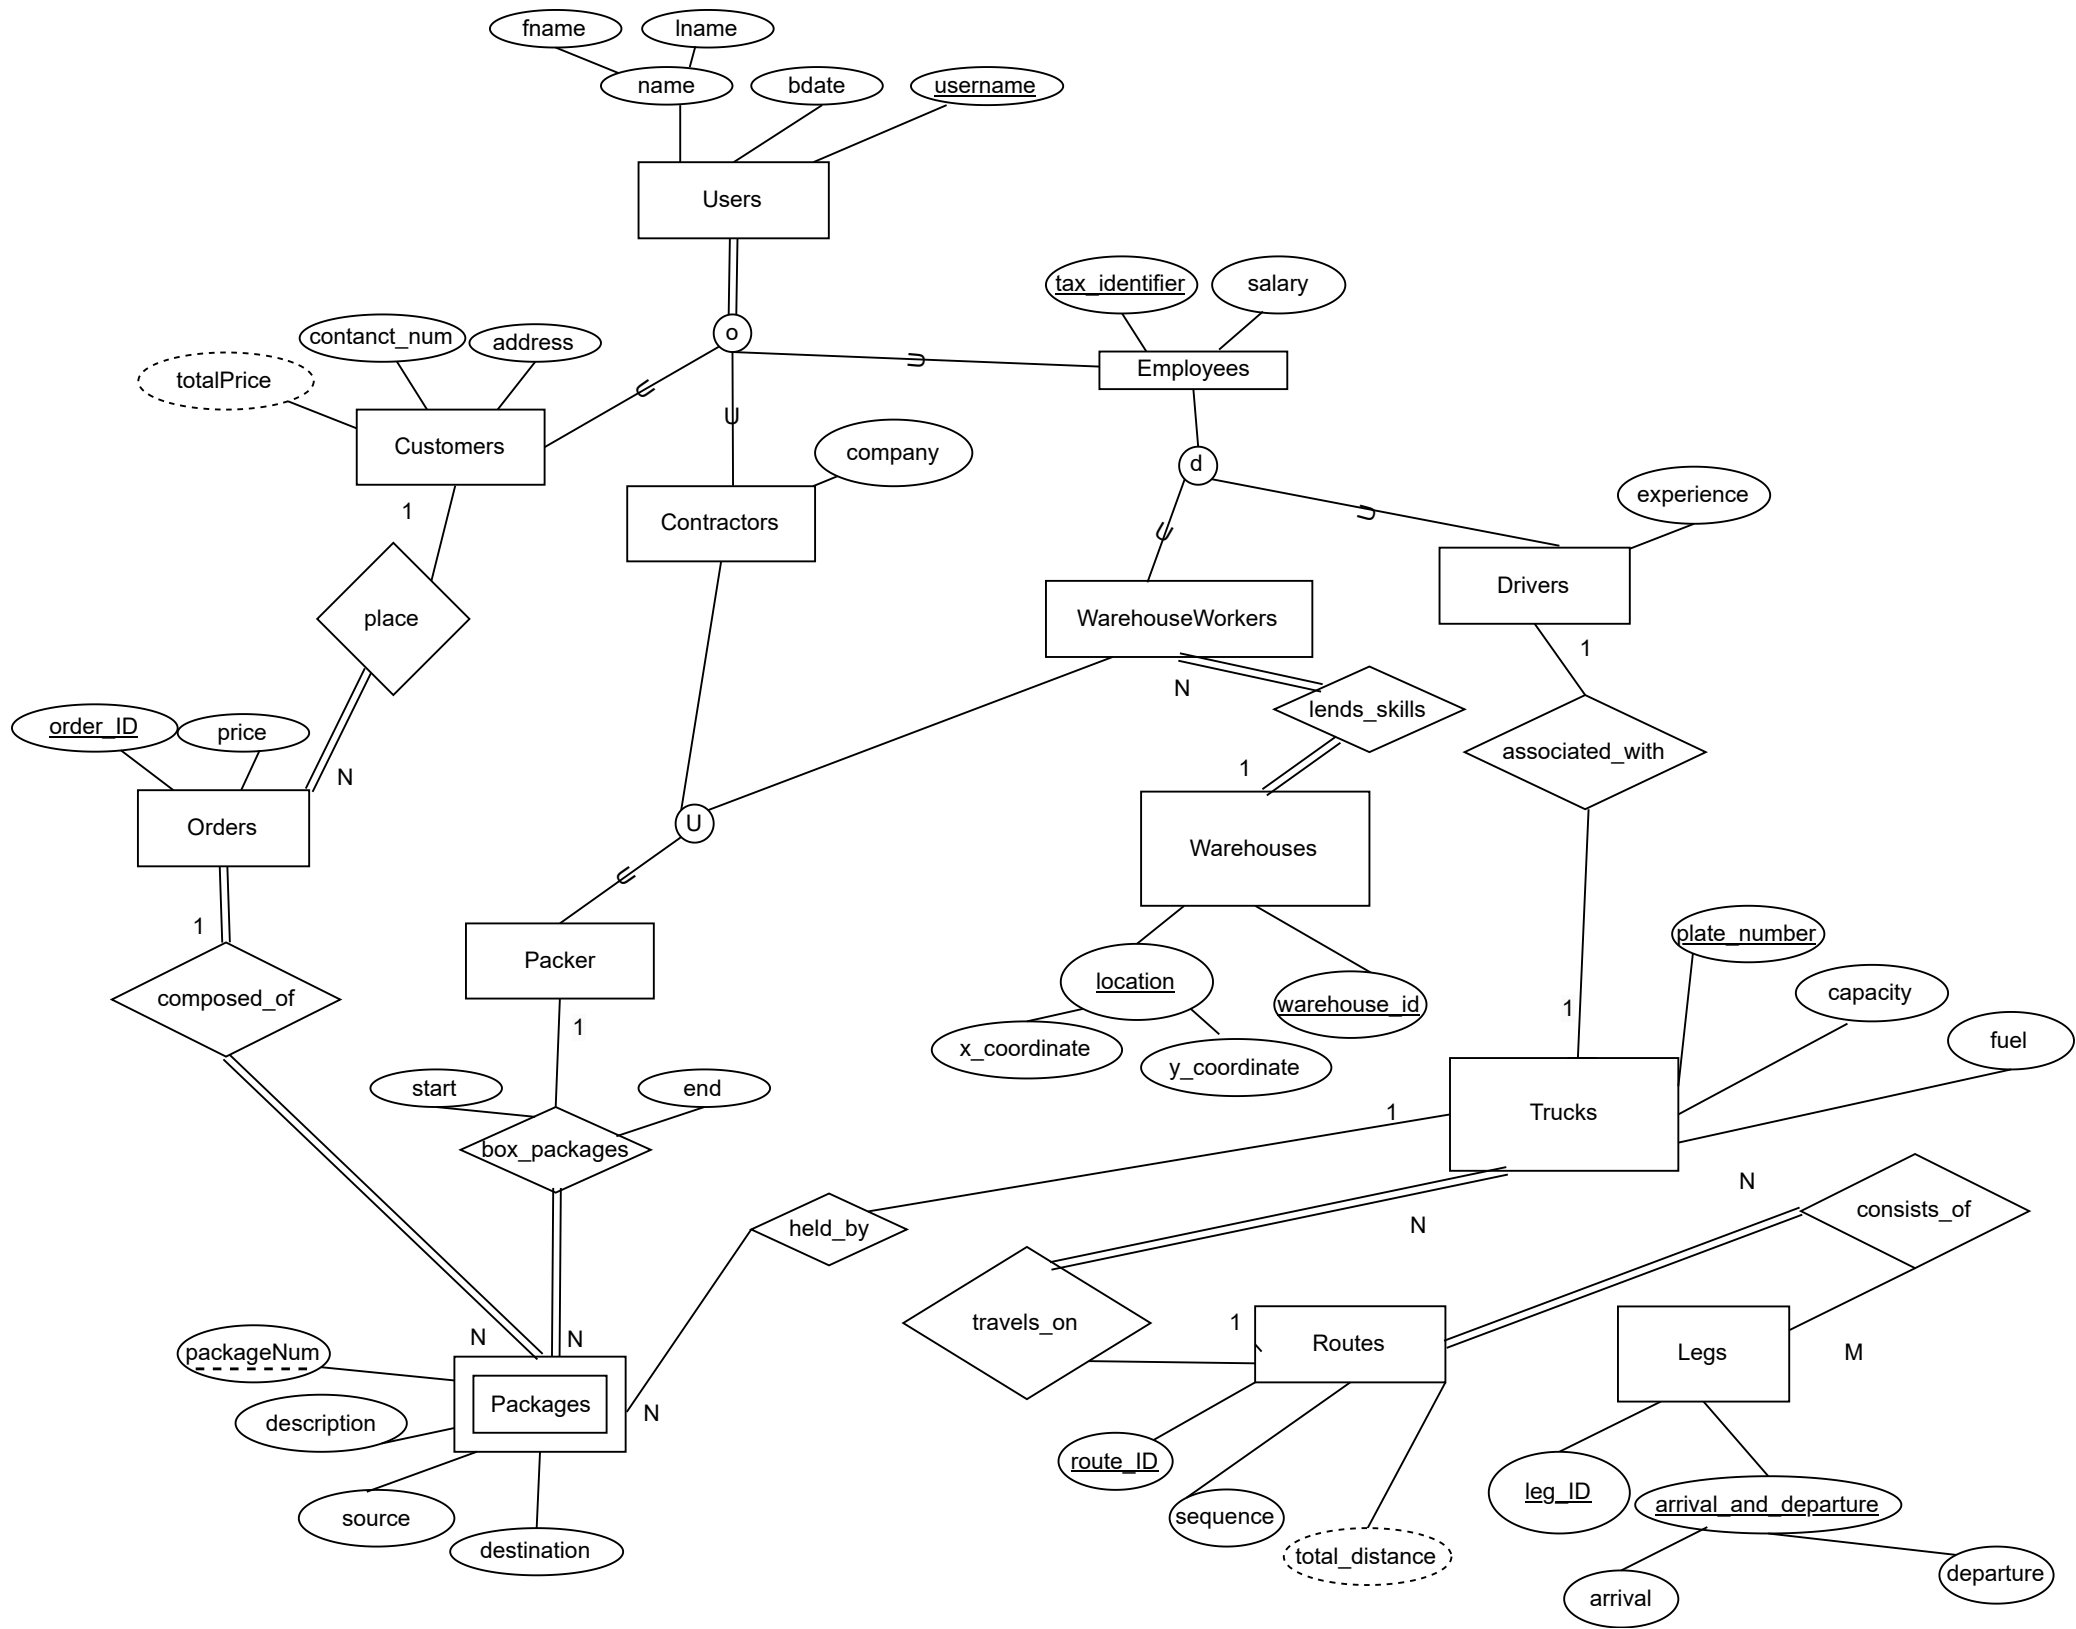 fname
lname
name
bdate
username
Users
tax_identifier
salary
o
contanct_num
address
totalPrice
U
U
U
Employees
Customers
company
d
Contractors
experience
1
U
U
Drivers
place
WarehouseWorkers
1
N
lends_skills
order_ID
price
associated_with
N
1
Orders
U
Warehouses
U
1
Packer
plate_number
composed_of
location
warehouse_id
capacity
1
1
x_coordinate
y_coordinate
fuel
start
end
1
Trucks
box_packages
N
held_by
N
consists_of
travels_on
1
Routes
Legs
M
N
N
packageNum
Packages
N
description
route_ID
leg_ID
arrival_and_departure
source
sequence
destination
total_distance
arrival
departure